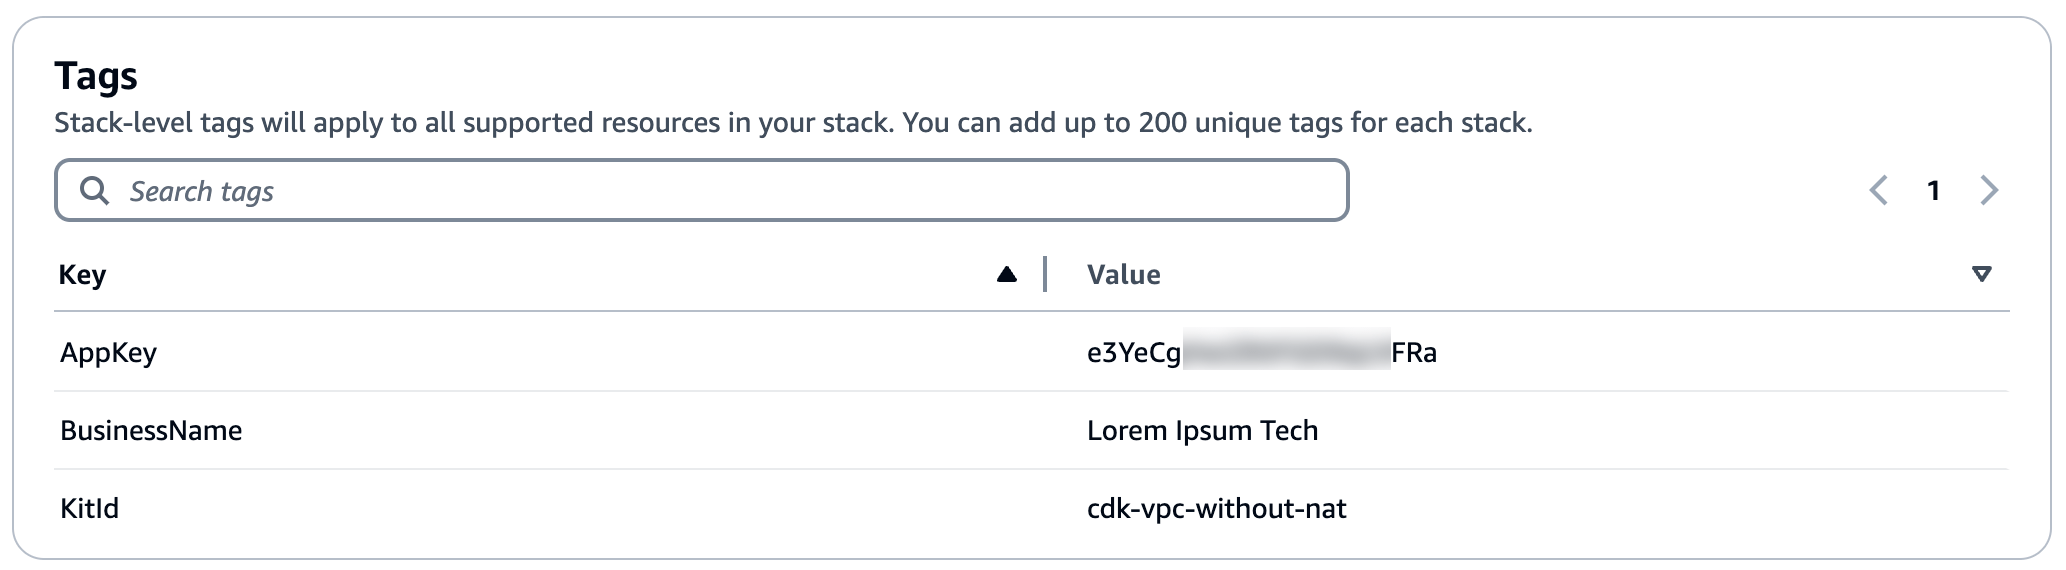 Tags
Stack-level tags will apply to all supported resources in your stack. You can add up to 200 unique tags for each stack.
Search tags
1
Key Value
AppKey e3YeCg FRa
BusinessName Lorem Ipsum Tech
KitId cdk-vpc-without-nat